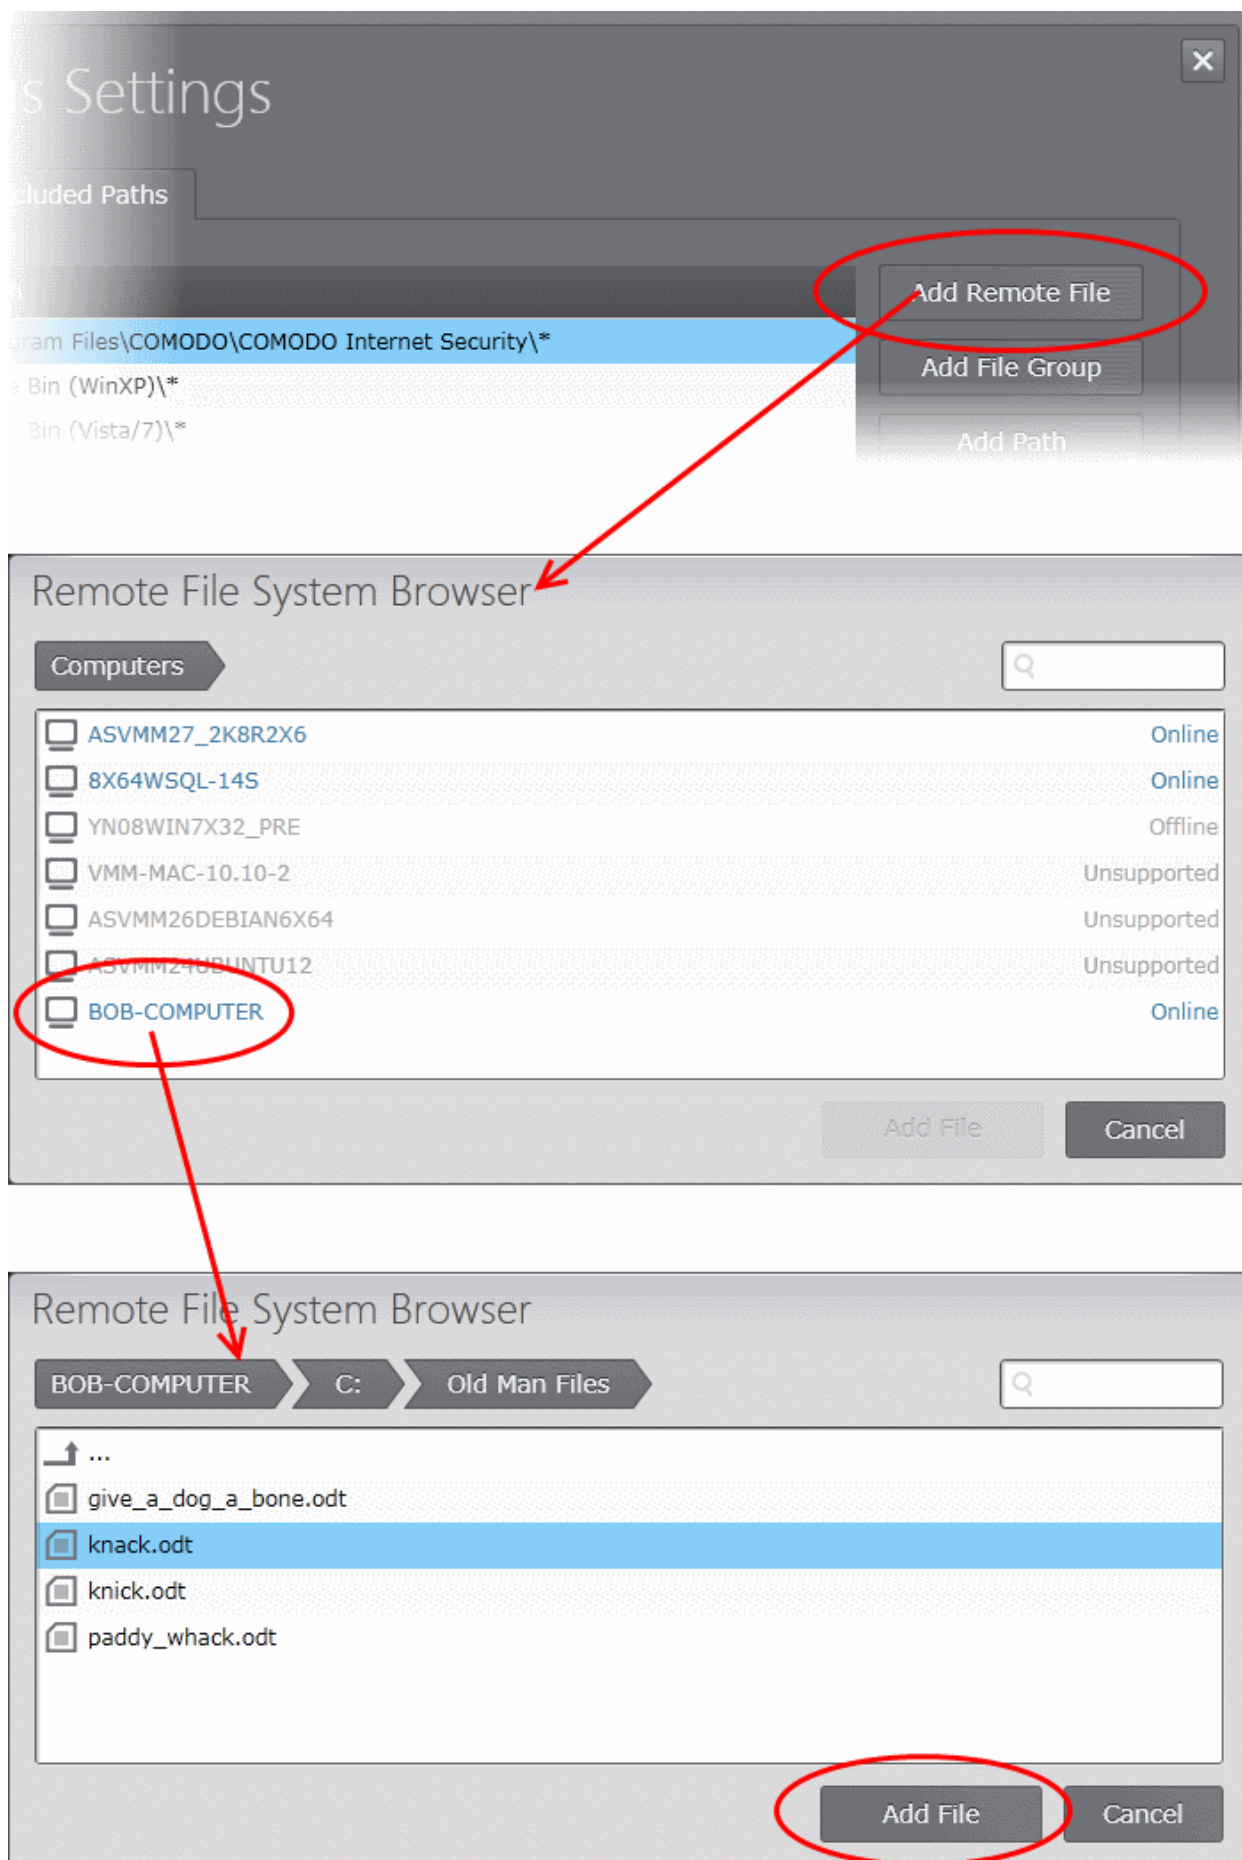 s Settings
cluded Paths
Add Remote File
gram Files\COMODO\COMODO Internet Security\*
Add File Group
Bin (WinXP)\*
Bin (Vista/7)\*
Add Path
Remote File System Browser
Computers
ASVMM27_2K8R2X6 Online
8X64WSQL-14S Online
YN08WIN7X32_PRE Offline
VMM-MAC-10.10-2 Unsupported
ASVMM26DEBIAN6X64 Unsupported
ASVMM24UBUNTU12 Unsupported
BOB-COMPUTER Online
Add File Cancel
Remote File System Browser
BOB-COMPUTER C: Old Man Files
...
give_a_dog_a_bone.odt
knack.odt
knick.odt
paddy_whack.odt
Add File Cancel